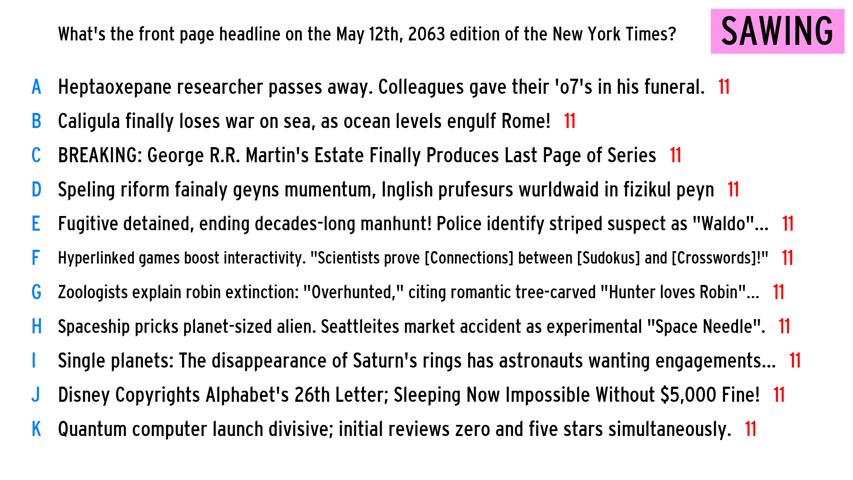 What's the front page headline on the May 12th, 2063 edition of the New York Times?
SAWING
A Heptaoxepane researcher passes away. Colleagues gave their 'o7's in his funeral. 11
B Caligula finally loses war on sea, as ocean levels engulf Rome! 11
C BREAKING: George R.R. Martin's Estate Finally Produces Last Page of Series 11
D Speling riform fainaly geyns mumentum, Inglish prufesurs wurldwaid in fizikul peyn 11
E Fugitive detained, ending decades-long manhunt! Police identify striped suspect as "Waldo"... 11
F Hyperlinked games boost interactivity. "Scientists prove [Connections] between [Sudokus] and [Crosswords]!" 11
G Zoologists explain robin extinction: "Overhunted," citing romantic tree-carved "Hunter loves Robin"... 11
H Spaceship pricks planet-sized alien. Seattleites market accident as experimental "Space Needle". 11
I Single planets: The disappearance of Saturn's rings has astronauts wanting engagements... 11
J Disney Copyrights Alphabet's 26th Letter; Sleeping Now Impossible Without $5,000 Fine! 11
K Quantum computer launch divisive; initial reviews zero and five stars simultaneously. 11